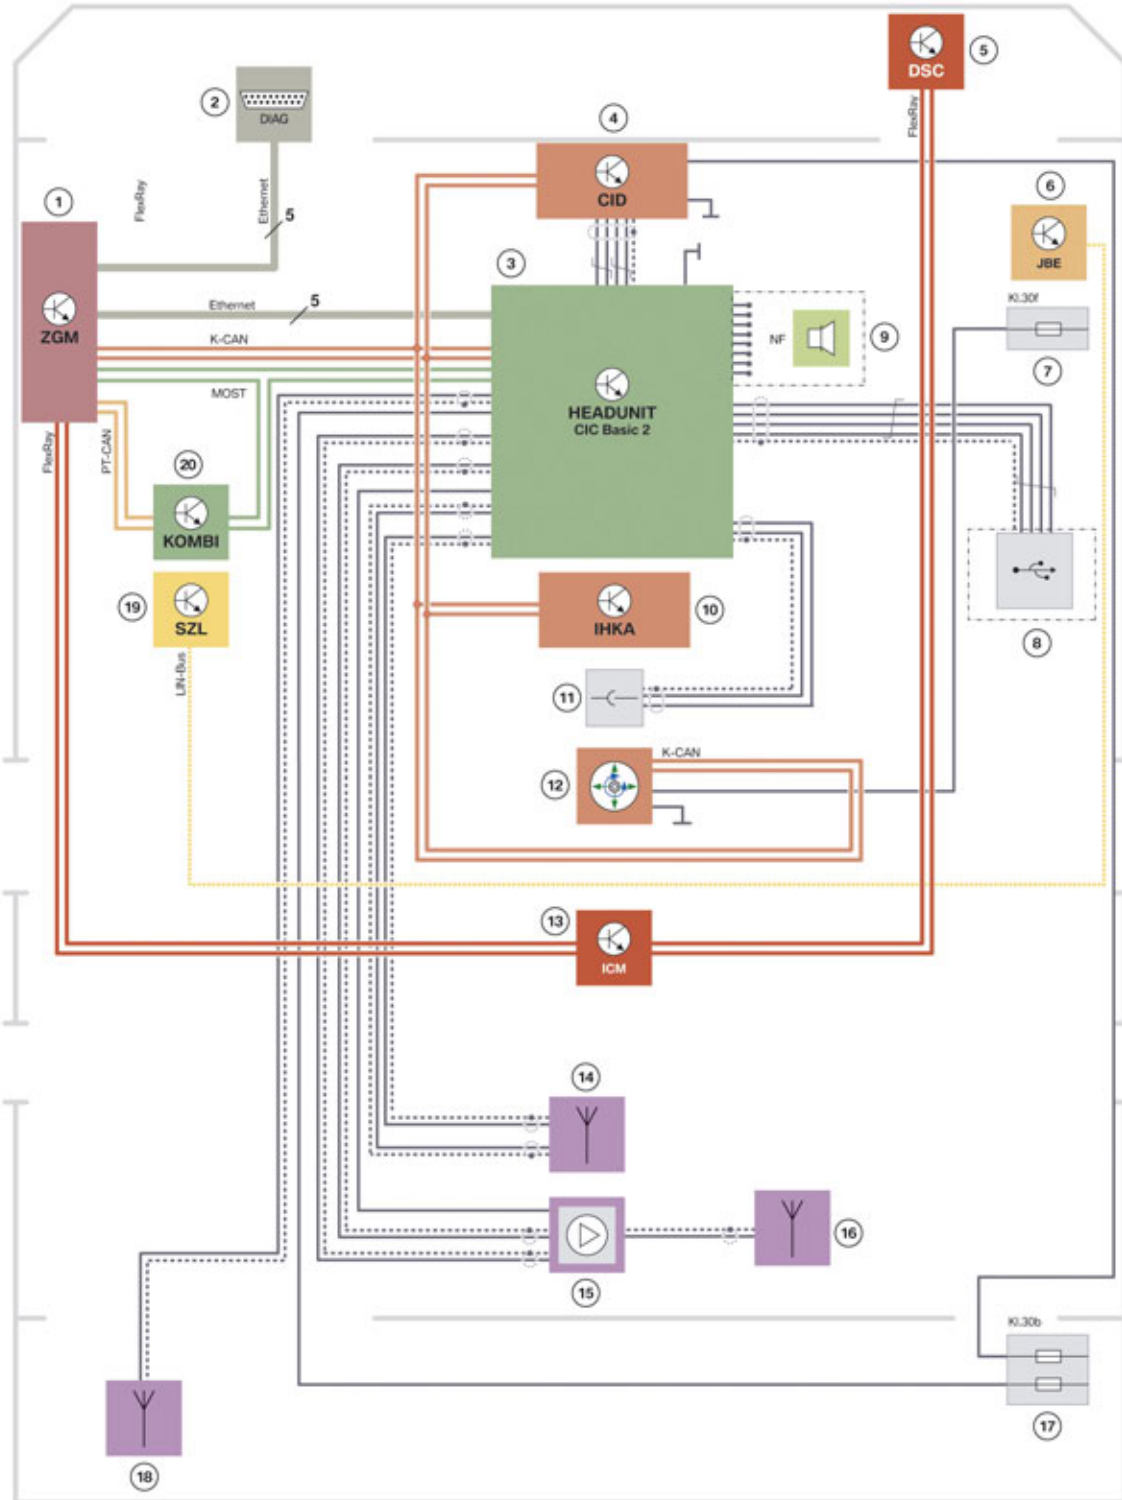 5
DSC
2
DIAG
4
FlexRay
1
FlexRay
Ethernet
5
CID
6
JBE
3
ZGM
Ethernet
5
K-CAN
MOST
NF
9
Kl.30f
7
HEADUNIT
CIC Basic 2
FlexRay
PT-CAN
20
KOMBI
19
SZL
LIN-Bus
IHKA
10
8
11
K-CAN
12
13
ICM
14
16
15
Kl.30b
17
18